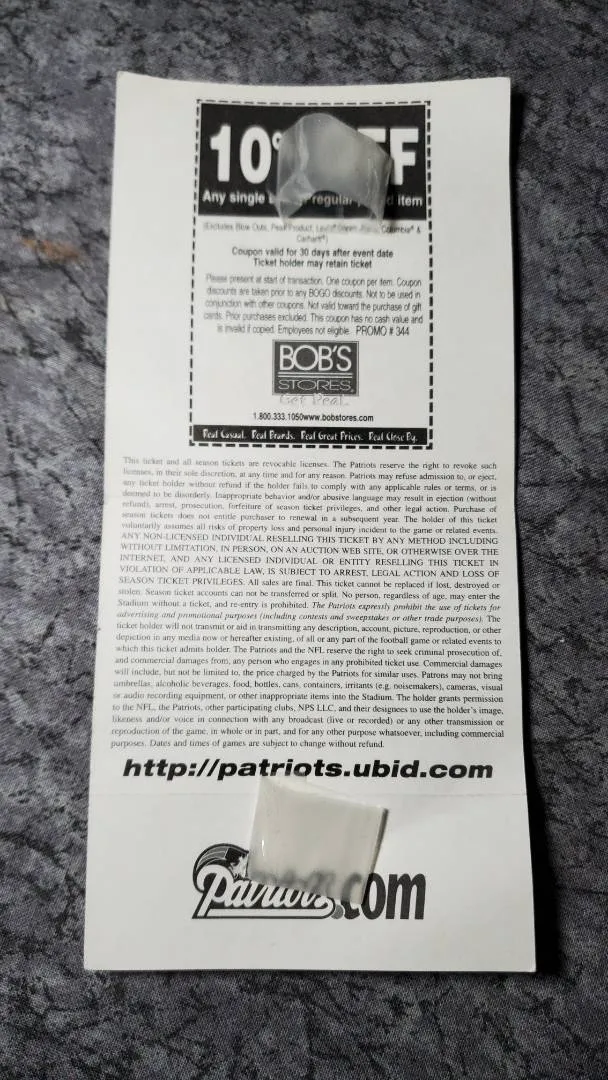 10% OFF
Any single regular item
(Excludes Blow Outs, Pearl Product, Columbia® &
Carhartt®)
Coupon valid for 30 days after event date
Ticket holder may retain ticket
Please present at start of transaction. One coupon per item. Coupon
discounts are taken prior to any BOGO discounts. Not to be used in
conjunction with other coupons. Not valid toward the purchase of gift
cards. Prior purchases excluded. This coupon has no cash value and
is invalid if copied. Employees not eligible. PROMO # 344
BOB'S
STORES.
Get Real.
1.800.333.1050www.bobstores.com
Real Casual. Real Brands. Real Great Prices. Real Close By.
This ticket and all season tickets are revocable licenses. The Patriots reserve the right to revoke such
licenses, in their sole discretion, at any time and for any reason. Patriots may refuse admission to, or eject,
any ticket holder without refund if the holder fails to comply with any applicable rules or terms, or is
deemed to be disorderly. Inappropriate behavior and/or abusive language may result in ejection (without
refund), arrest, prosecution, forfeiture of season ticket privileges, and other legal action. Purchase of
season tickets does not entitle purchaser to renewal in a subsequent year. The holder of this ticket
voluntarily assumes all risks of property loss and personal injury incident to the game or related events.
ANY NON-LICENSED INDIVIDUAL RESELLING THIS TICKET BY ANY METHOD INCLUDING
WITHOUT LIMITATION, IN PERSON, ON AN AUCTION WEB SITE, OR OTHERWISE OVER THE
INTERNET, AND ANY LICENSED INDIVIDUAL OR ENTITY RESELLING THIS TICKET IN
VIOLATION OF APPLICABLE LAW, IS SUBJECT TO ARREST, LEGAL ACTION AND LOSS OF
SEASON TICKET PRIVILEGES. All sales are final. This ticket cannot be replaced if lost, destroyed or
stolen. Season ticket accounts can not be transferred or split. No person, regardless of age, may enter the
Stadium without a ticket, and re-entry is prohibited. The Patriots expressly prohibit the use of tickets for
advertising and promotional purposes (including contests and sweepstakes or other trade purposes). The
ticket holder will not transmit or aid in transmitting any description, account, picture, reproduction, or other
depiction in any media now or hereafter existing, of all or any part of the football game or related events to
which this ticket admits holder. The Patriots and the NFL reserve the right to seek criminal prosecution of,
and commercial damages from, any person who engages in any prohibited ticket use. Commercial damages
will include, but not be limited to, the price charged by the Patriots for similar uses. Patrons may not bring
umbrellas, alcoholic beverages, food, bottles, cans, containers, irritants (e.g. noisemakers), cameras, visual
or audio recording equipment, or other inappropriate items into the Stadium. The holder grants permission
to the NFL, the Patriots, other participating clubs, NPS LLC, and their designees to use the holder's image,
likeness and/or voice in connection with any broadcast (live or recorded) or any other transmission or
reproduction of the game, in whole or in part, and for any other purpose whatsoever, including commercial
purposes. Dates and times of games are subject to change without refund.
http://patriots.ubid.com
Patriots.com